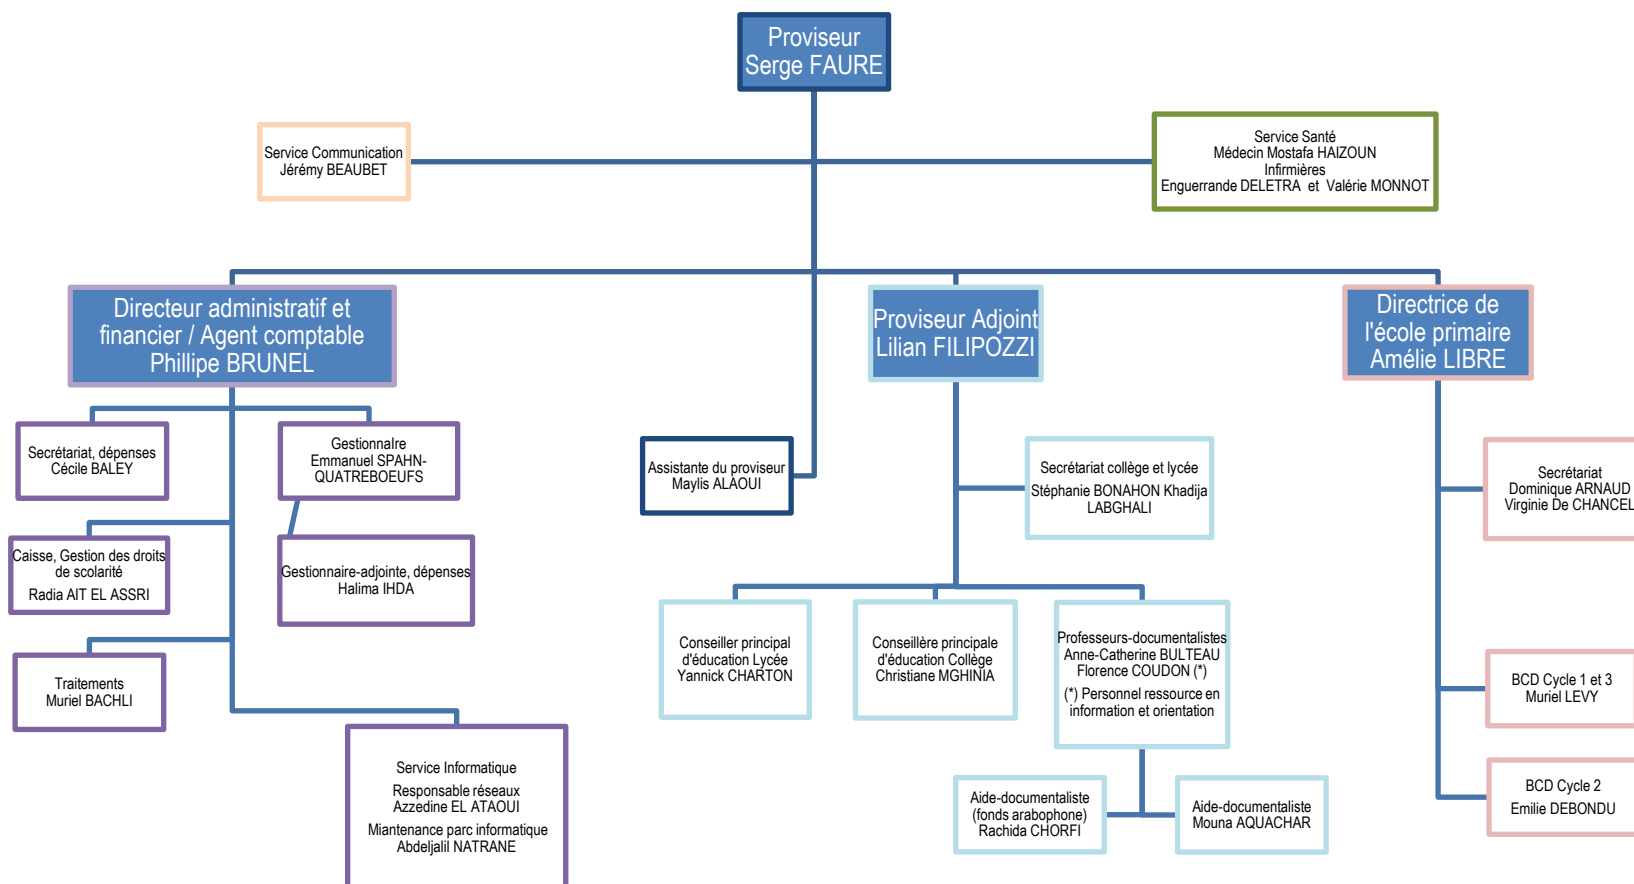 Proviseur
Serge FAURE
Service Communication
Jérémy BEAUBET
Service Santé
Médecin Mostafa HAIZOUN
Infirmières
Enguerrande DELETRA et Valérie MONNOT
Directeur administratif et
financier / Agent comptable
Phillipe BRUNEL
Proviseur Adjoint
Lilian FILIPOZZI
Directrice de
l'école primaire
Amélie LIBRE
Secrétariat, dépenses
Cécile BALEY
GestionnaIre
Emmanuel SPAHN-
QUATREBOEUFS
Assistante du proviseur
Maylis ALAOUI
Secrétariat collège et lycée
Stéphanie BONAHON Khadija
LABGHALI
Secrétariat
Dominique ARNAUD
Virginie De CHANCEL
Caisse, Gestion des droits
de scolarité
Radia AIT EL ASSRI
Gestionnaire-adjointe, dépenses
Halima IHDA
Traitements
Muriel BACHLI
Conseiller principal
d'éducation Lycée
Yannick CHARTON
Conseillère principale
d'éducation Collège
Christiane MGHINIA
Professeurs-documentalistes
Anne-Catherine BULTEAU
Florence COUDON (*)
(*) Personnel ressource en
information et orientation
BCD Cycle 1 et 3
Muriel LEVY
Service Informatique
Responsable réseaux
Azzedine EL ATAOUI
Miantenance parc informatique
Abdeljalil NATRANE
Aide-documentaliste
(fonds arabophone)
Rachida CHORFI
Aide-documentaliste
Mouna AQUACHAR
BCD Cycle 2
Emilie DEBONDU